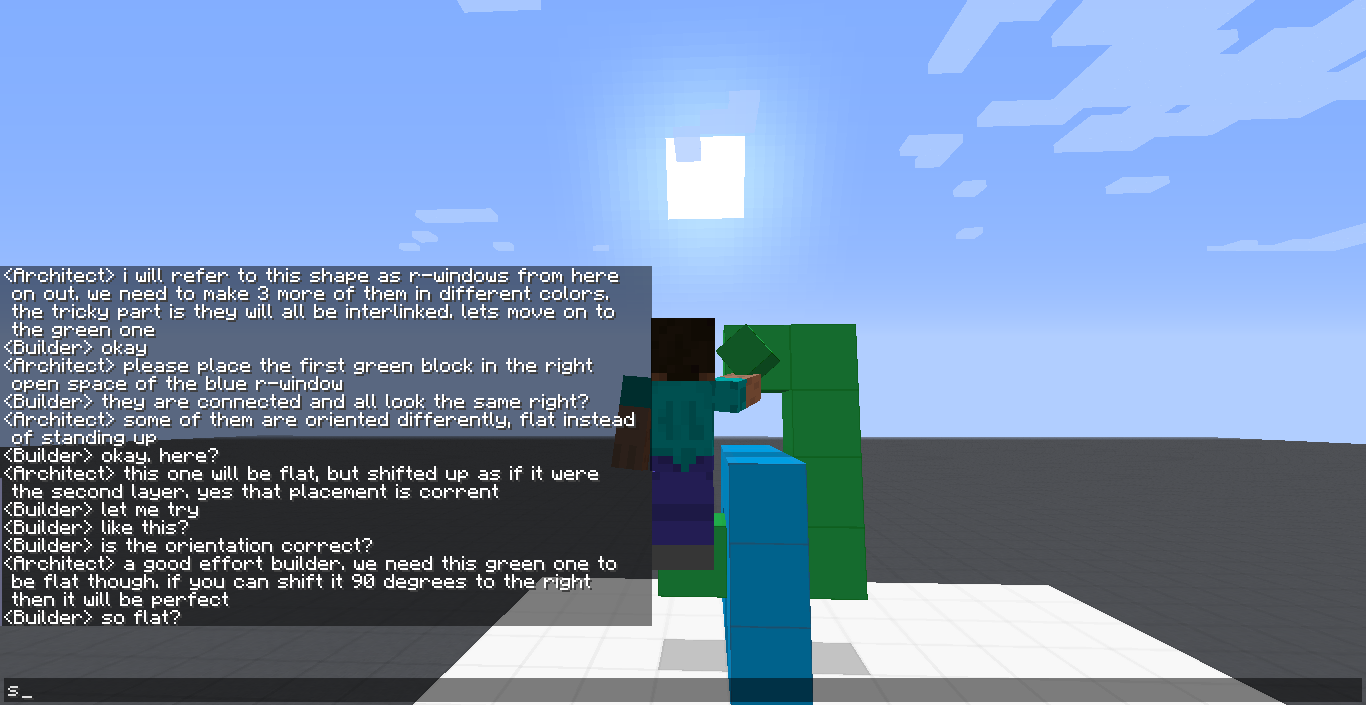 <Architect> i will refer to this shape as r-windows from here
on out. we need to make 3 more of them in different colors.
the tricky part is they will all be interlinked. lets move on to
the green one
<Builder> okay
<Architect> please place the first green block in the right
open space of the blue r-window
<Builder> they are connected and all look the same right?
<Architect> some of them are oriented differently, flat instead
of standing up
<Builder> okay. here?
<Architect> this one will be flat, but shifted up as if it were
the second layer. yes that placement is corrent
<Builder> let me try
<Builder> like this?
<Builder> is the orientation correct?
<Architect> a good effort builder. we need this green one to
be flat though. if you can shift it 90 degrees to the right
then it will be perfect
<Builder> so flat?
s_